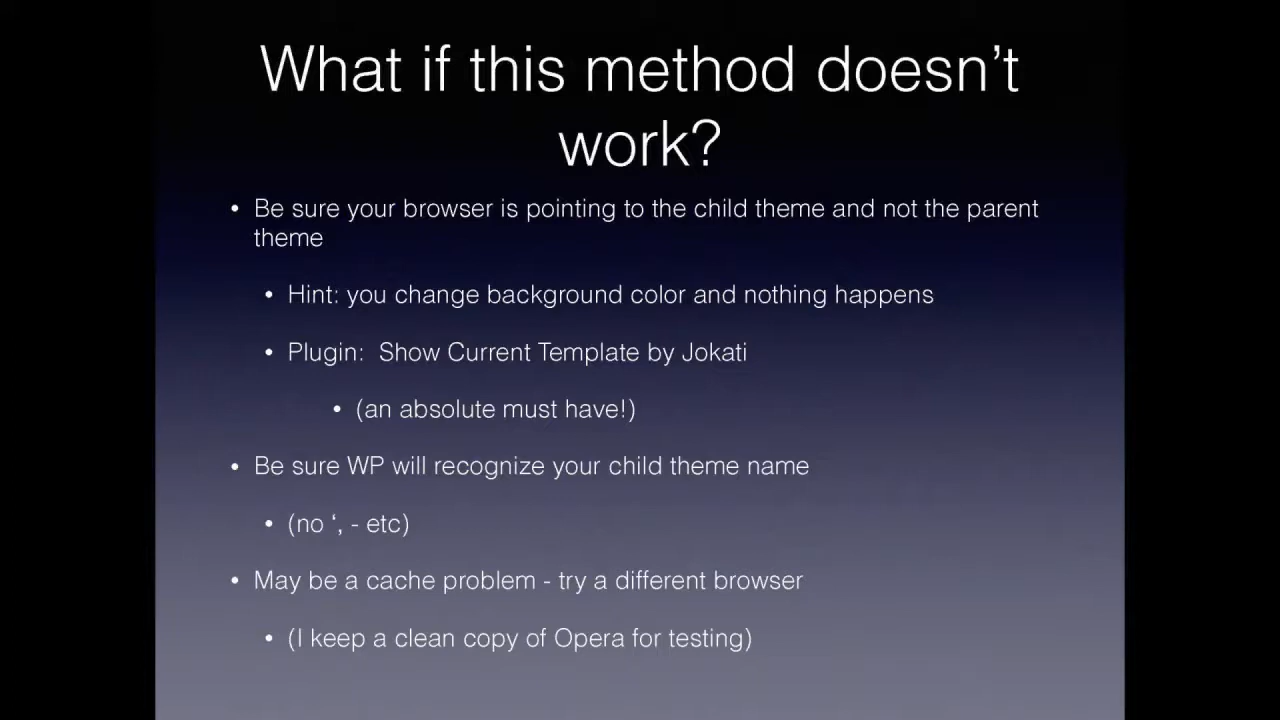 What if this method doesn’t
work?
• Be sure your browser is pointing to the child theme and not the parent
theme
• Hint: you change background color and nothing happens
• Plugin:  Show Current Template by Jokati
• (an absolute must have!)
• Be sure WP will recognize your child theme name
• (no ‘, - etc)
• May be a cache problem - try a different browser
• (I keep a clean copy of Opera for testing)